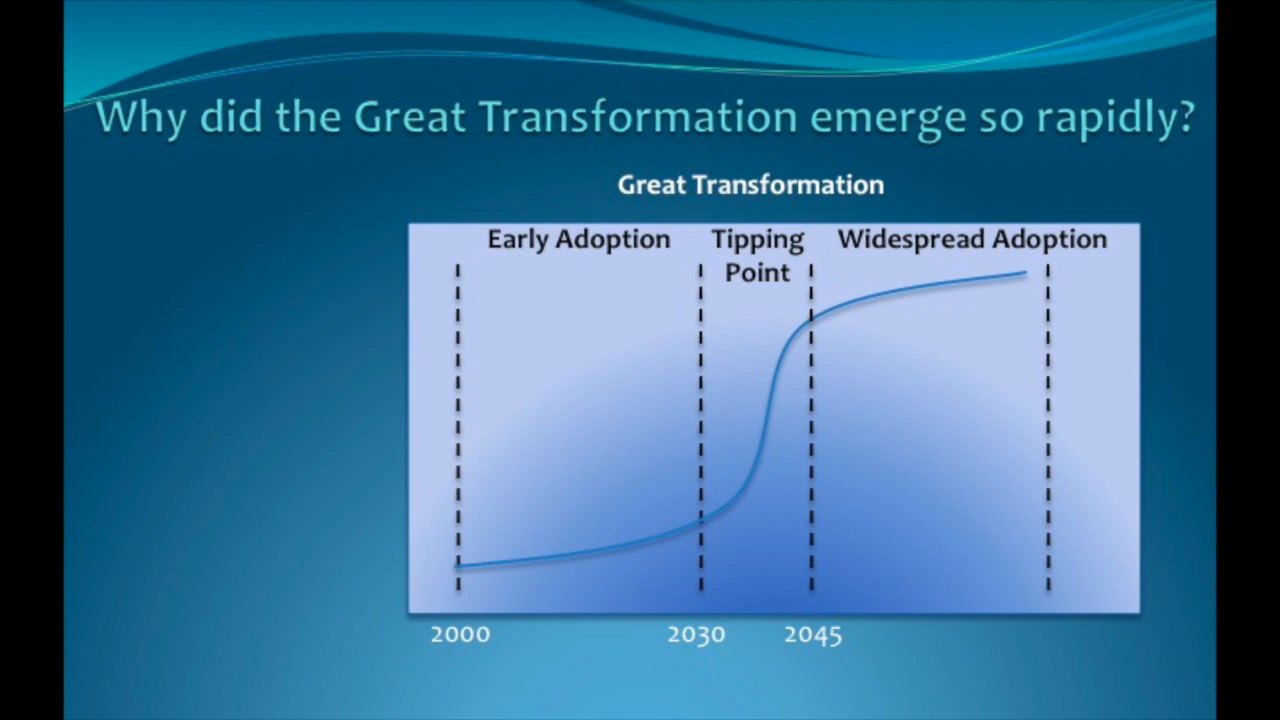 Why did the Great Transformation emerge so rapidly?
Great Transformation
Early Adoption
Tipping
Point
Widespread Adoption
2000
2030
2045